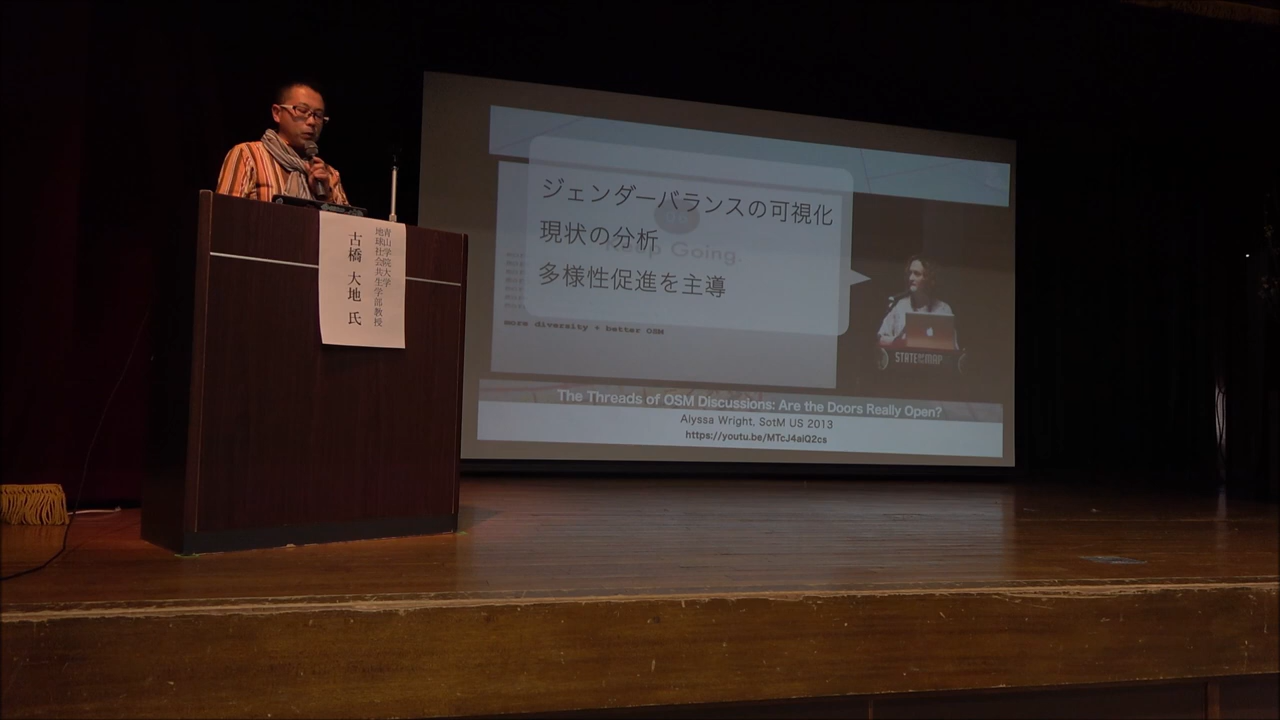 青山学院大学
地球社会共生学部教授
古橋 大地 氏
ジェンダーバランスの可視化
現状の分析
多様性促進を主導
Keep Going.
more diversity + better OSM
STATE OF THE MAP
The Threads of OSM Discussions: Are the Doors Really Open?
Alyssa Wright, SotM US 2013
https://youtu.be/MTcJ4aIQ2cs